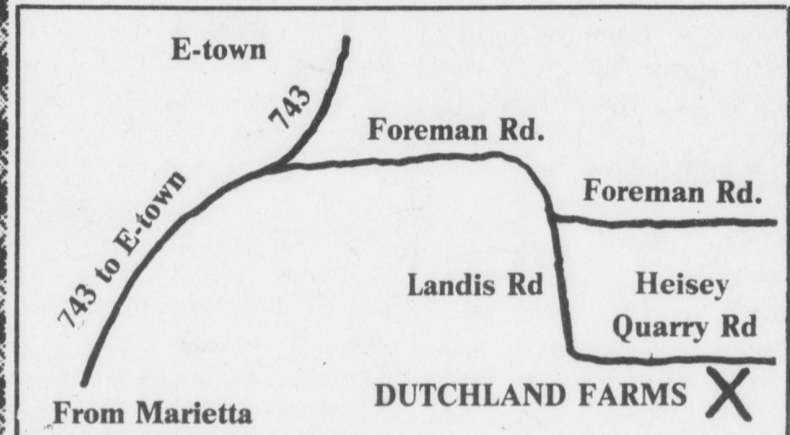 E-town
743
Foreman Rd.
743 to E-town
Foreman Rd.
Landis Rd
Heisey
Quarry Rd
DUTCHLAND FARMS X
From Marietta